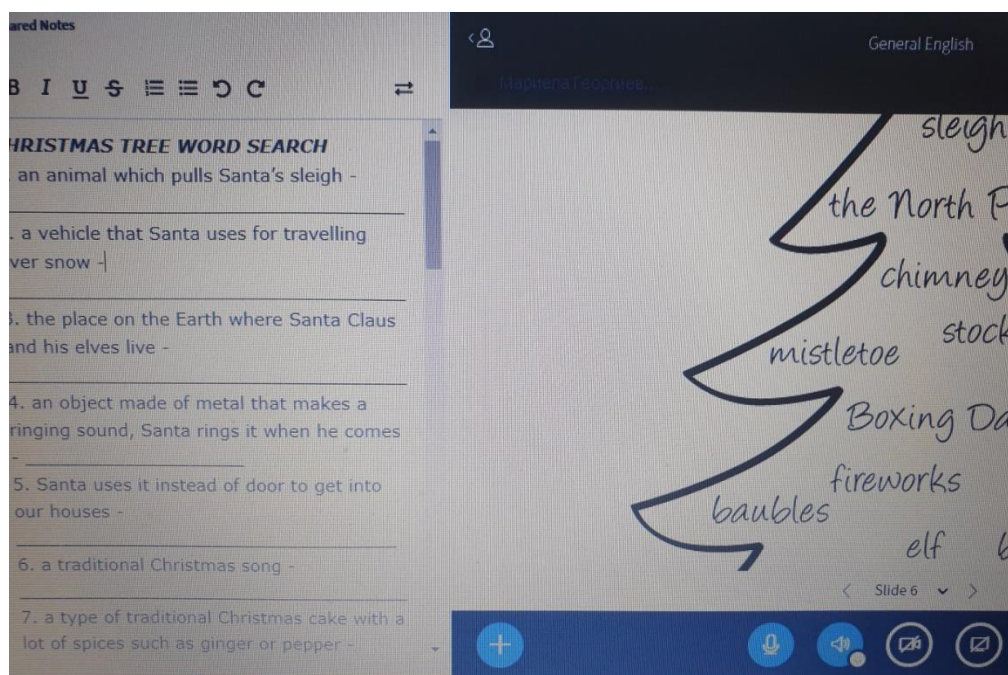 ared Notes
B I U S
HRISTMAS TREE WORD SEARCH
. an animal which pulls Santa's sleigh -
. a vehicle that Santa uses for travelling
ver snow -
3. the place on the Earth where Santa Claus
and his elves live -
4. an object made of metal that makes a
ringing sound, Santa rings it when he comes
-
5. Santa uses it instead of door to get into
our houses -
6. a traditional Christmas song -
7. a type of traditional Christmas cake with a
lot of spices such as ginger or pepper -
General English
Мариела Георгиев...
sleigh
the North P
chimney
stock
mistletoe
Boxing Da
fireworks
baubles
elf b
Slide 6